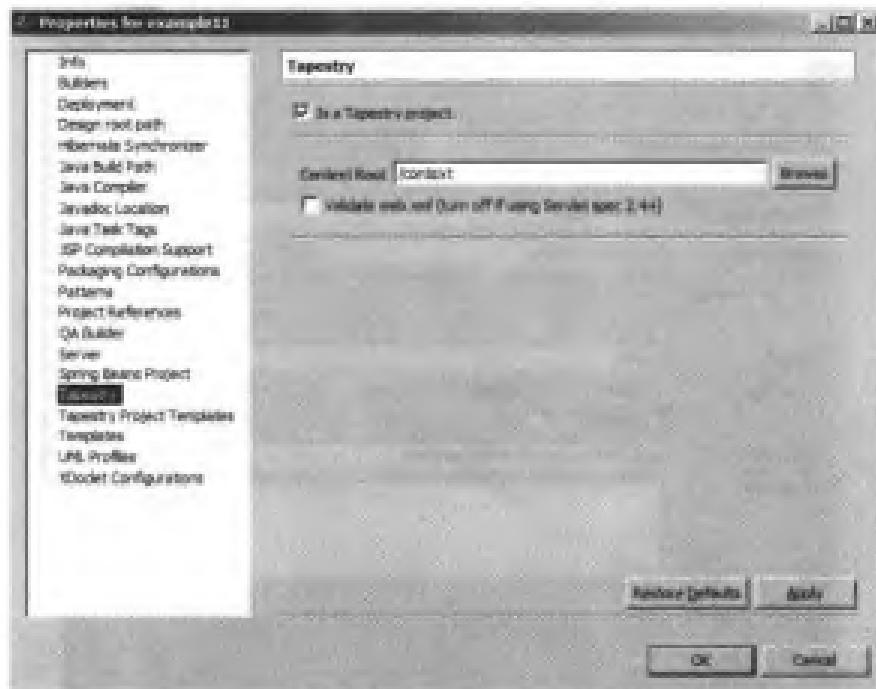 Properties for example11
Info
Builders
Deployment
Design root path
Hibernate Synchronizer
Java Build Path
Java Compiler
Javadoc Location
Java Task Tags
JSP Compilation Support
Packaging Configurations
Patterns
Project References
QA Builder
Server
Spring Beans Project
Tapestry
Tapestry Project Templates
Templates
UML Profiles
XDoclet Configurations
Tapestry
Is a Tapestry project.
Context Root
Browse
Validate web.xml (turn off if using Servlet spec 2.4+)
Restore Defaults
Apply
OK
Cancel